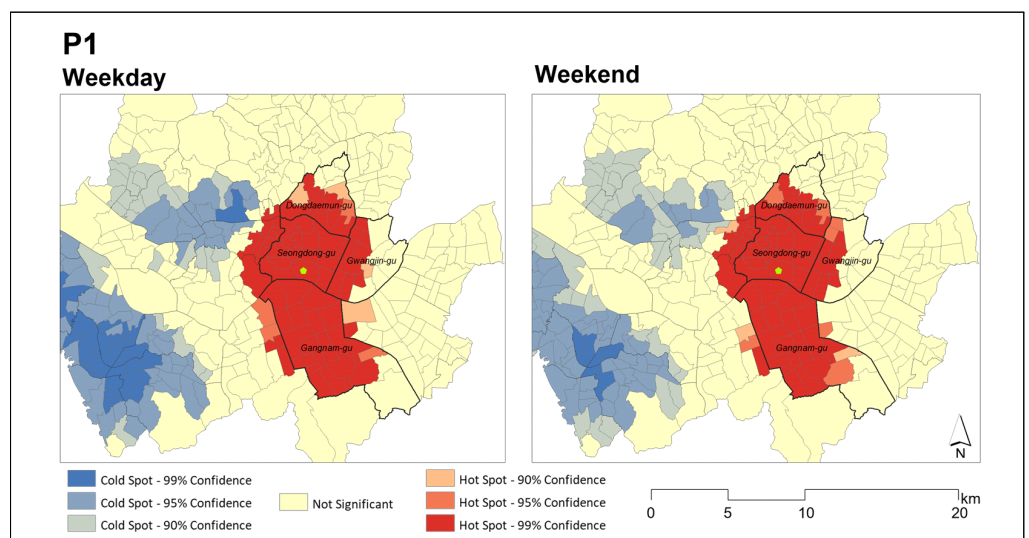 P1
Weekday
Weekend
Dongdaemun-gu
Seongdong-gu
Gwangjin-gu
Gangnam-gu
Dongdaemun-gu
Seongdong-gu
Gwangjin-gu
Gangnam-gu
N
Cold Spot - 99% Confidence
Cold Spot - 95% Confidence
Cold Spot - 90% Confidence
Not Significant
Hot Spot - 90% Confidence
Hot Spot - 95% Confidence
Hot Spot - 99% Confidence
km
0 5 10 20